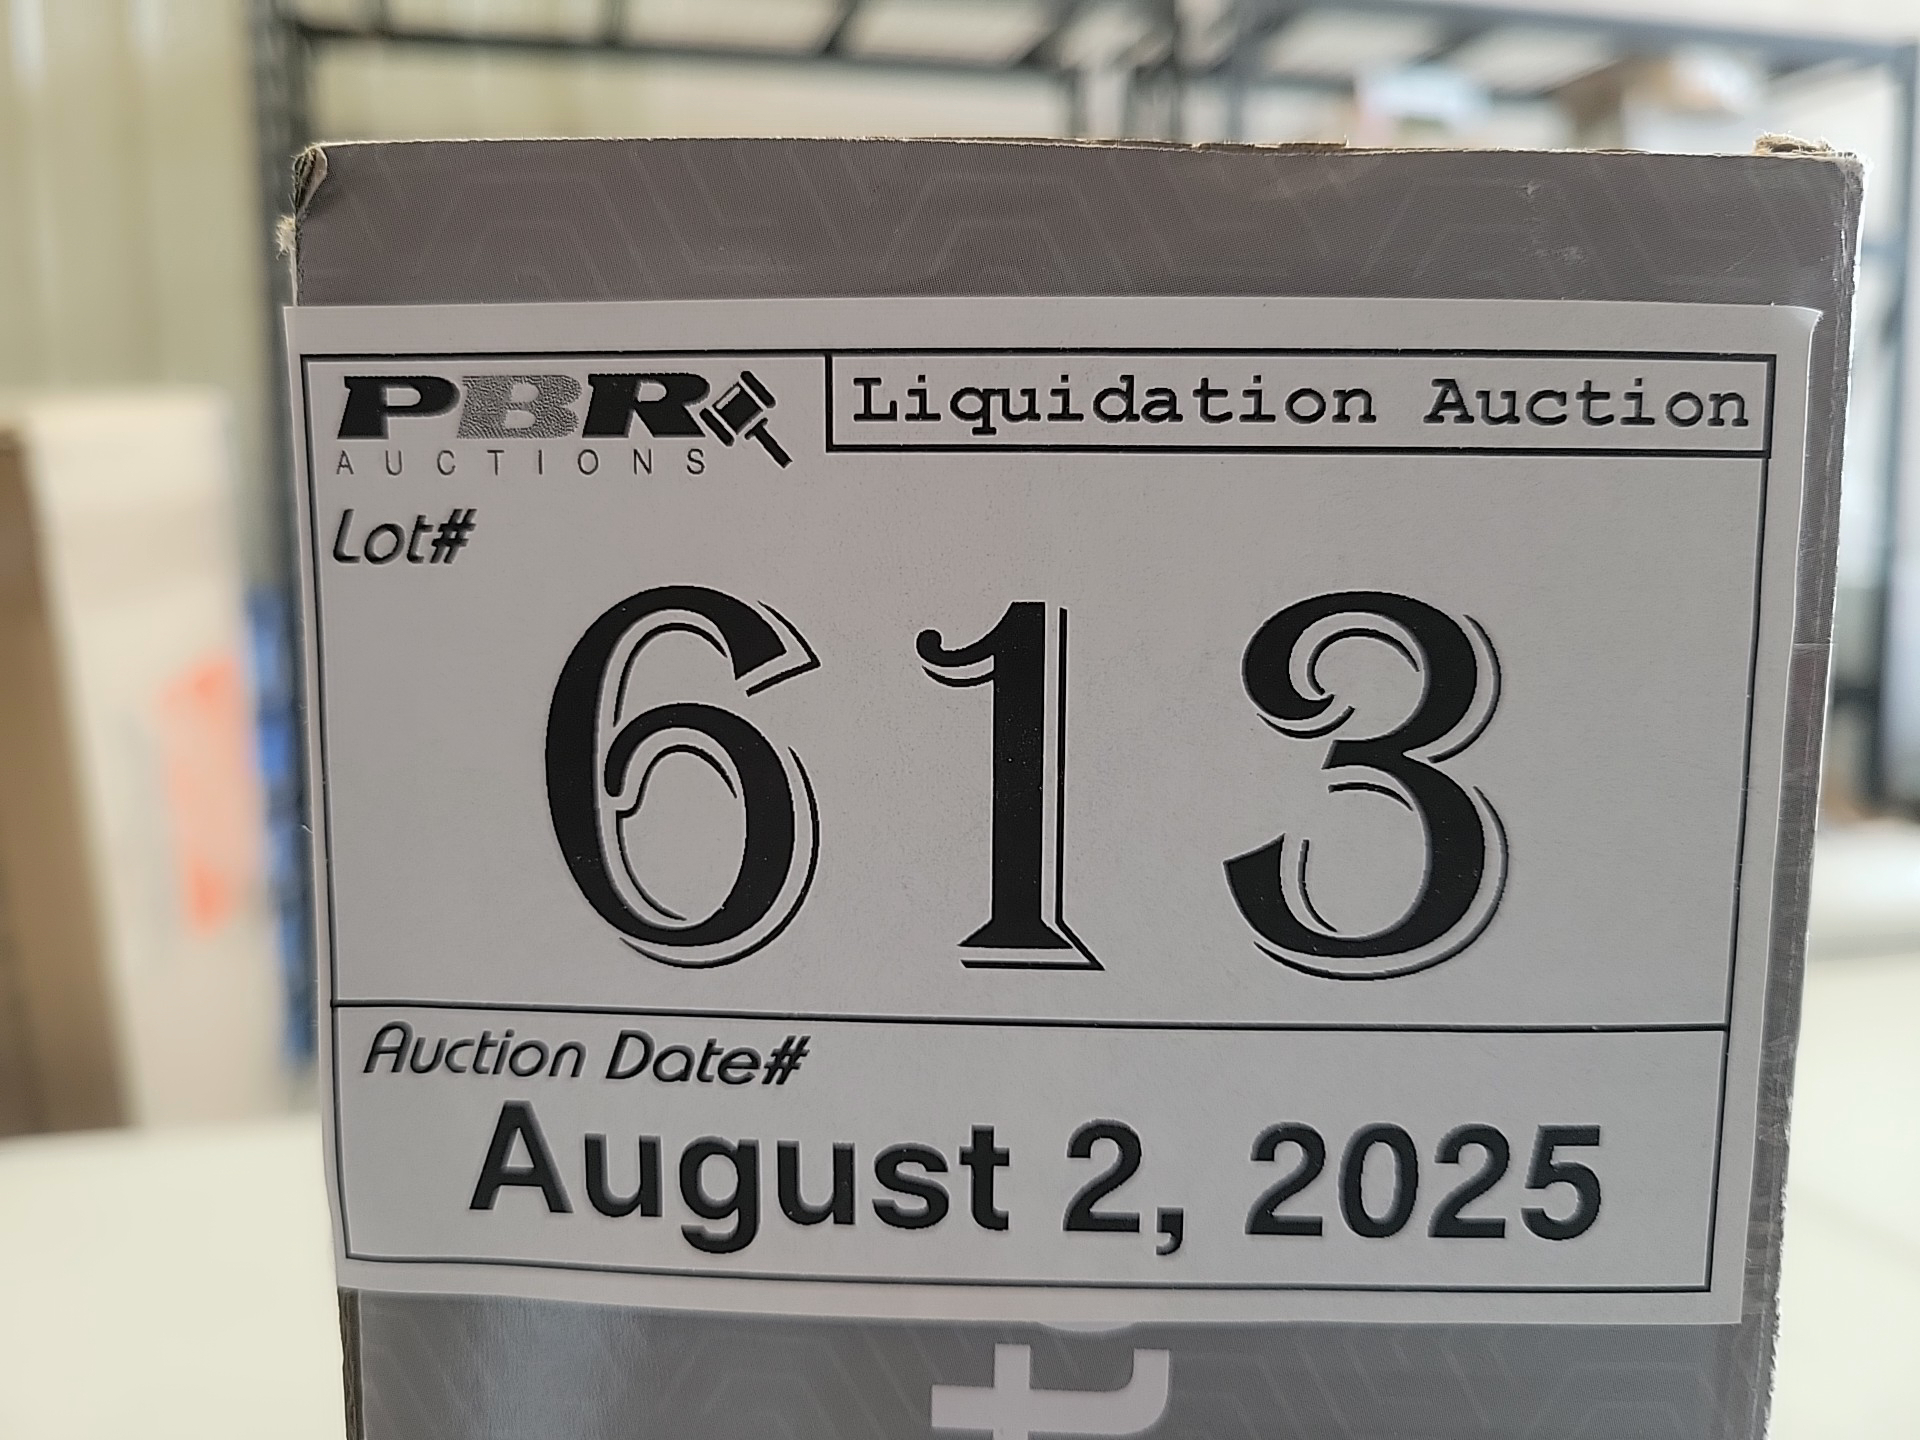 PBR
AUCTIONS
Liquidation Auction
Lot#
613
Auction Date#
August 2, 2025
t